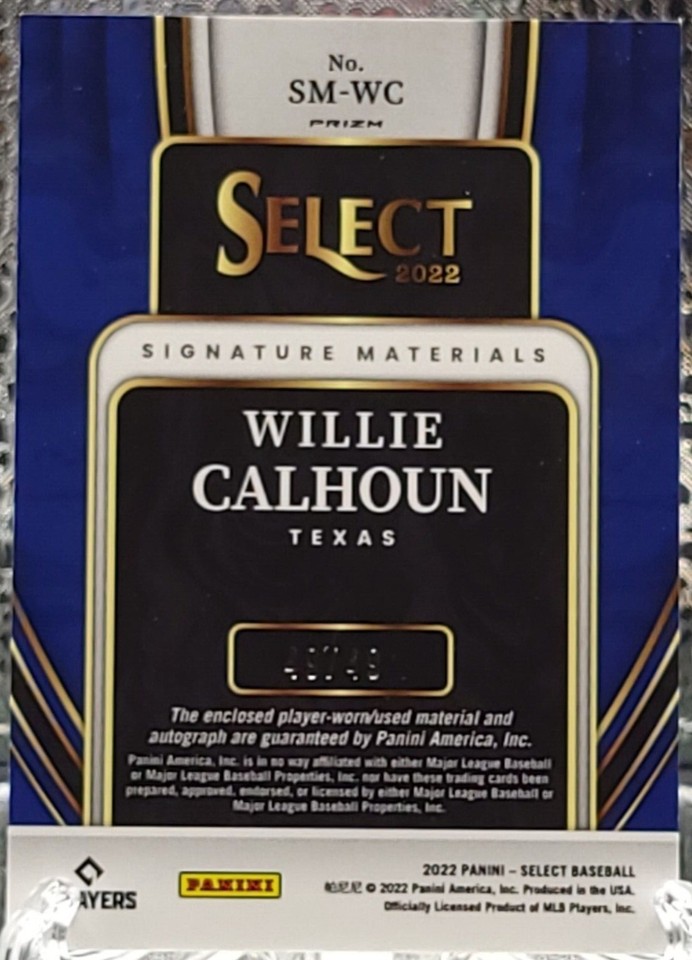 No.
SM-WC
PRIZM
SELECT
2022
SIGNATURE MATERIALS
WILLIE
CALHOUN
TEXAS
The enclosed player-worn/used material and
autograph are guaranteed by Panini America, Inc.
Panini America, Inc. is in no way affiliated with either Major League Baseball
or Major League Baseball Properties, Inc. nor have these trading cards been
prepared, approved, endorsed, or licensed by either Major League Baseball or
Major League Baseball Properties, Inc.
AYERS
PANINI
2022 PANINI – SELECT BASEBALL
帕尼尼 © 2022 Panini America, Inc. Produced in the USA.
Officially Licensed Product of MLB Players, Inc.